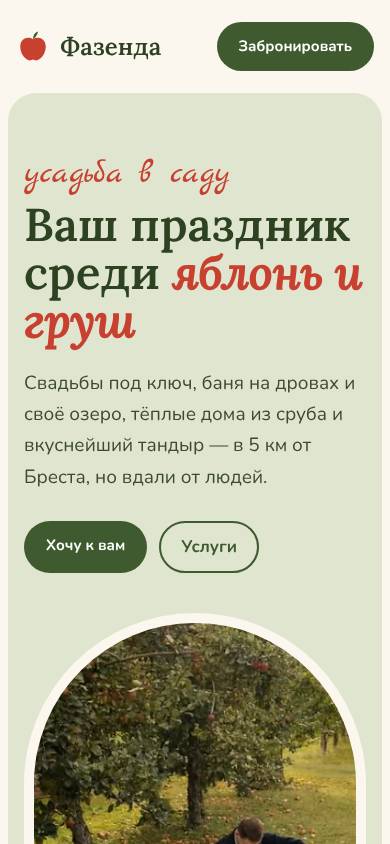 Фазенда
Забронировать
усадьба в саду
Ваш праздник
среди яблонь и
груш
Свадьбы под ключ, баня на дровах и
своё озеро, тёплые дома из сруба и
вкуснейший тандыр — в 5 км от
Бреста, но вдали от людей.
Хочу к вам
Услуги